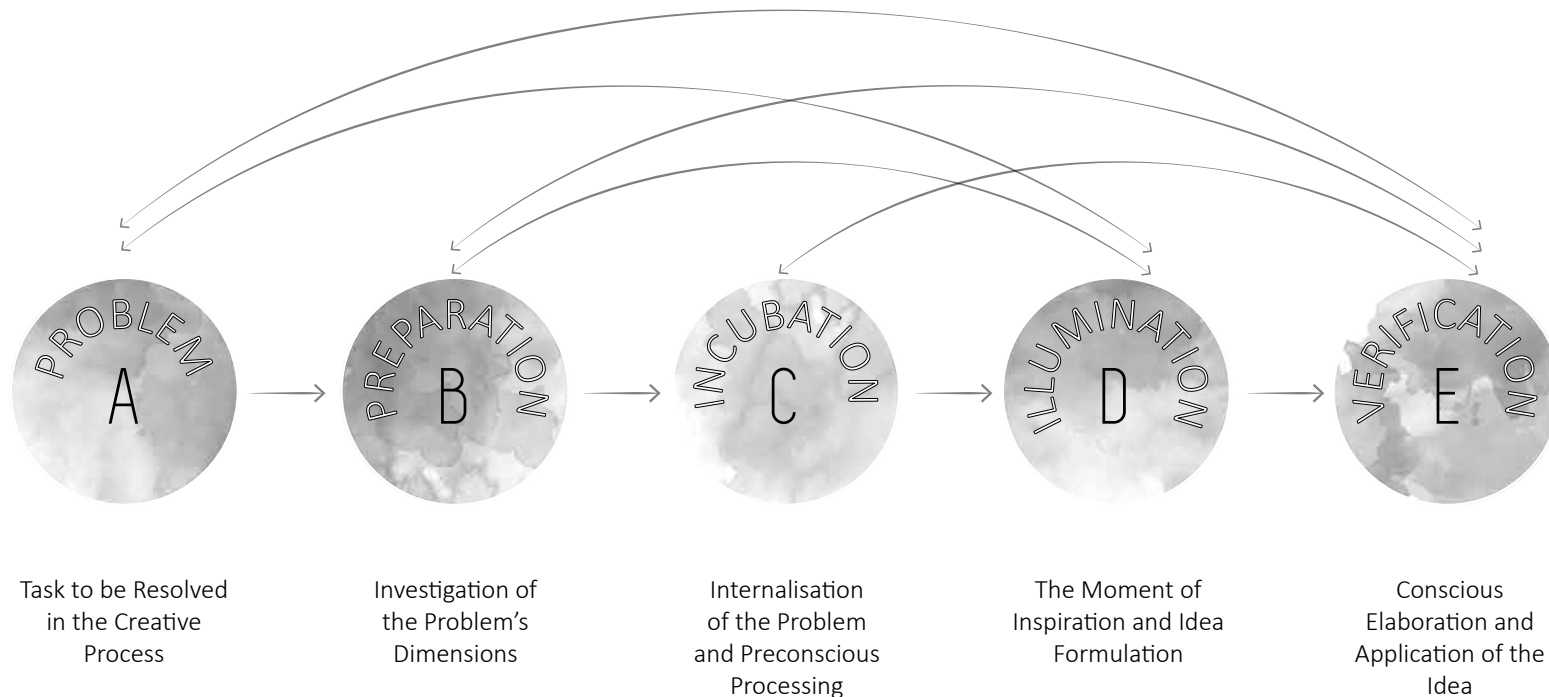 PROBLEM
A
PREPARATION
B
INCUBATION
C
ILLUMINATION
D
VERIFICATION
E
Task to be Resolved
in the Creative
Process
Investigation of
the Problem’s
Dimensions
Internalisation
of the Problem
and Preconscious
Processing
The Moment of
Inspiration and Idea
Formulation
Conscious
Elaboration and
Application of the
Idea